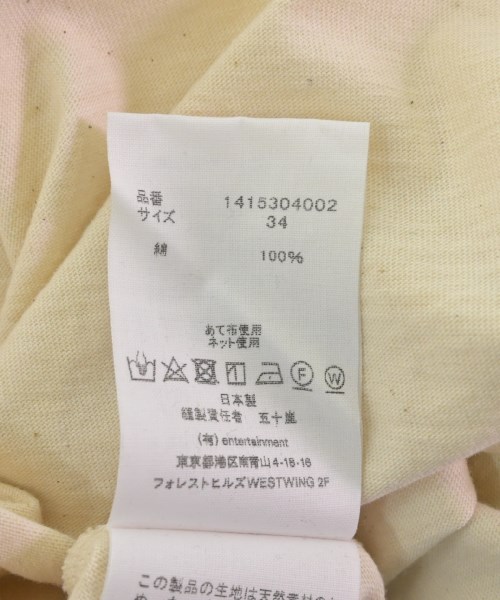 品番 1415304002
サイズ 34
綿 100%
あて布使用
ネット使用
F W
日本製
縫製責任者 五十嵐
(有) entertainment
東京都港区南青山4-16-16
フォレストヒルズWESTWING 2F
この製品の生地は天然素材の